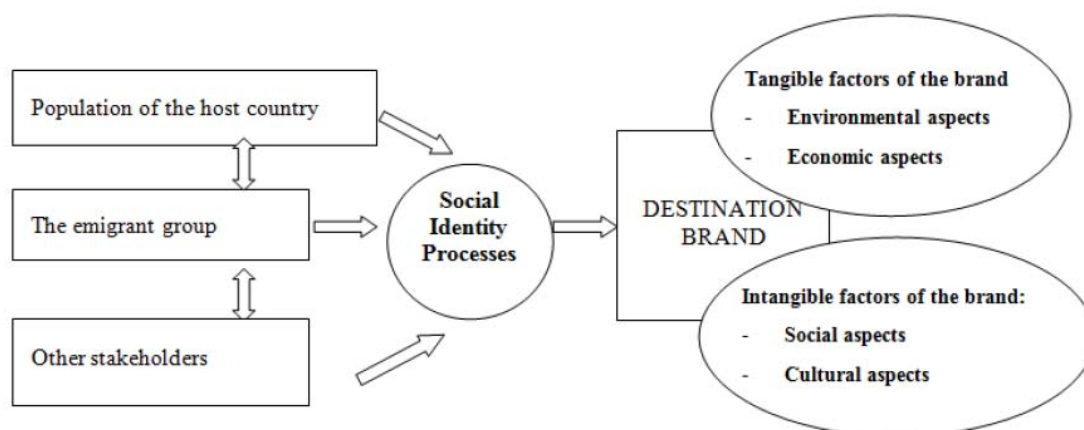 Population of the host country
The emigrant group
Other stakeholders
Social
Identity
Processes
DESTINATION
BRAND
Tangible factors of the brand
- Environmental aspects
- Economic aspects
Intangible factors of the brand:
- Social aspects
- Cultural aspects